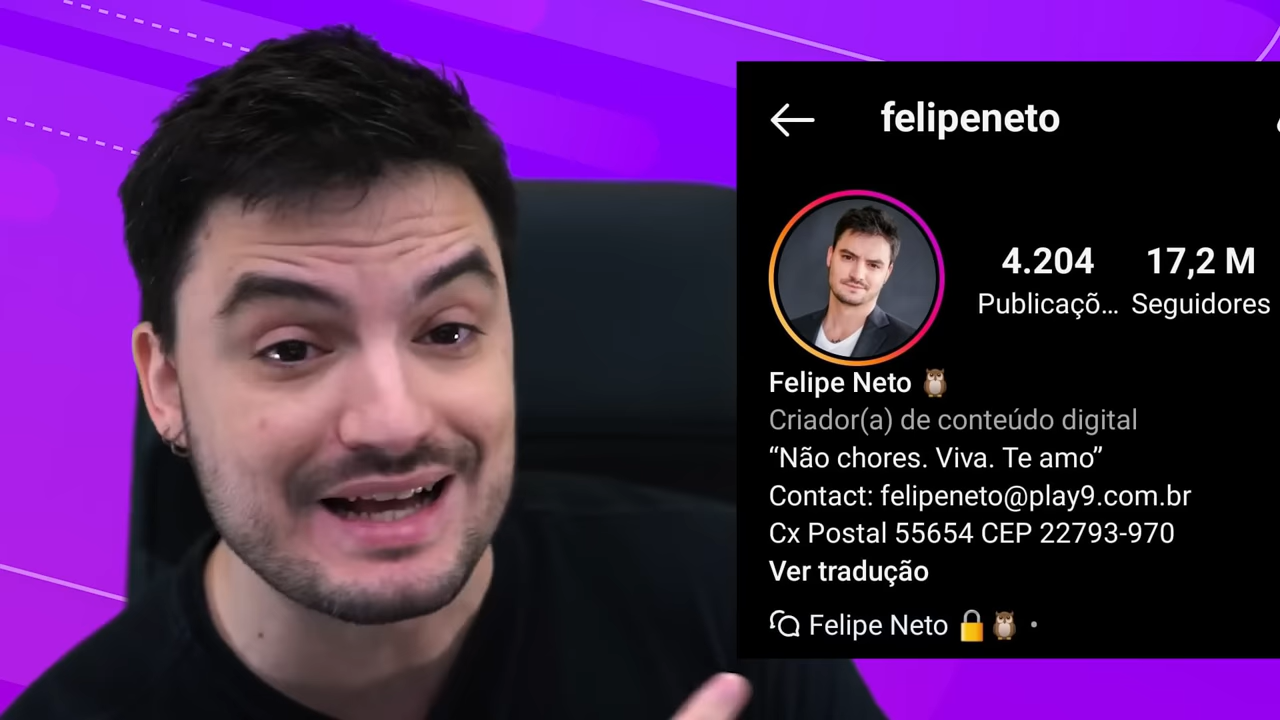 felipeneto
4.204 17,2 M
Publicaçõ... Seguidores
Felipe Neto 🦉
Criador(a) de conteúdo digital
“Não chores. Viva. Te amo”
Contact: felipeneto@play9.com.br
Cx Postal 55654 CEP 22793-970
Ver tradução
Felipe Neto 🔒🦉 •